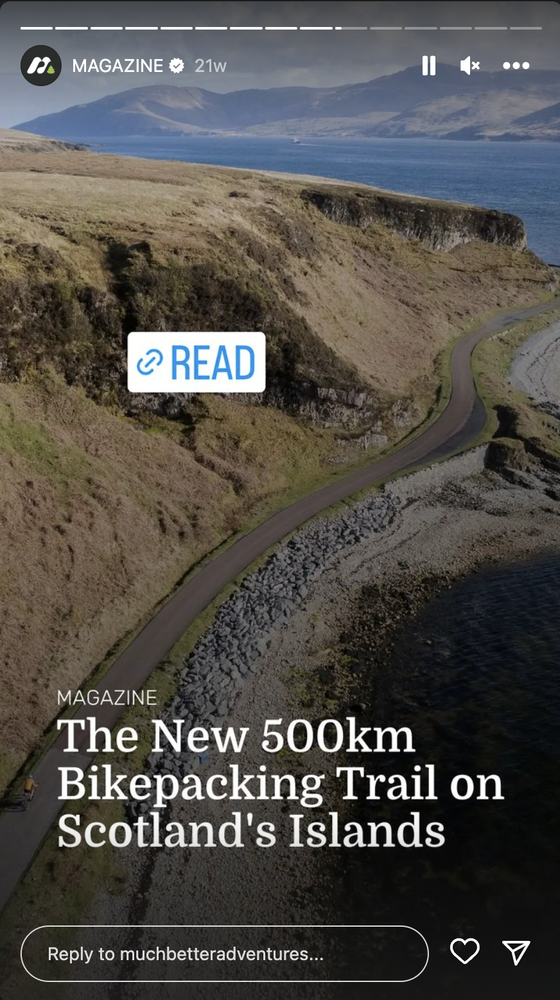 MAGAZINE 21w
READ
MAGAZINE
The New 500km
Bikepacking Trail on
Scotland's Islands
Reply to muchbetteradventures...